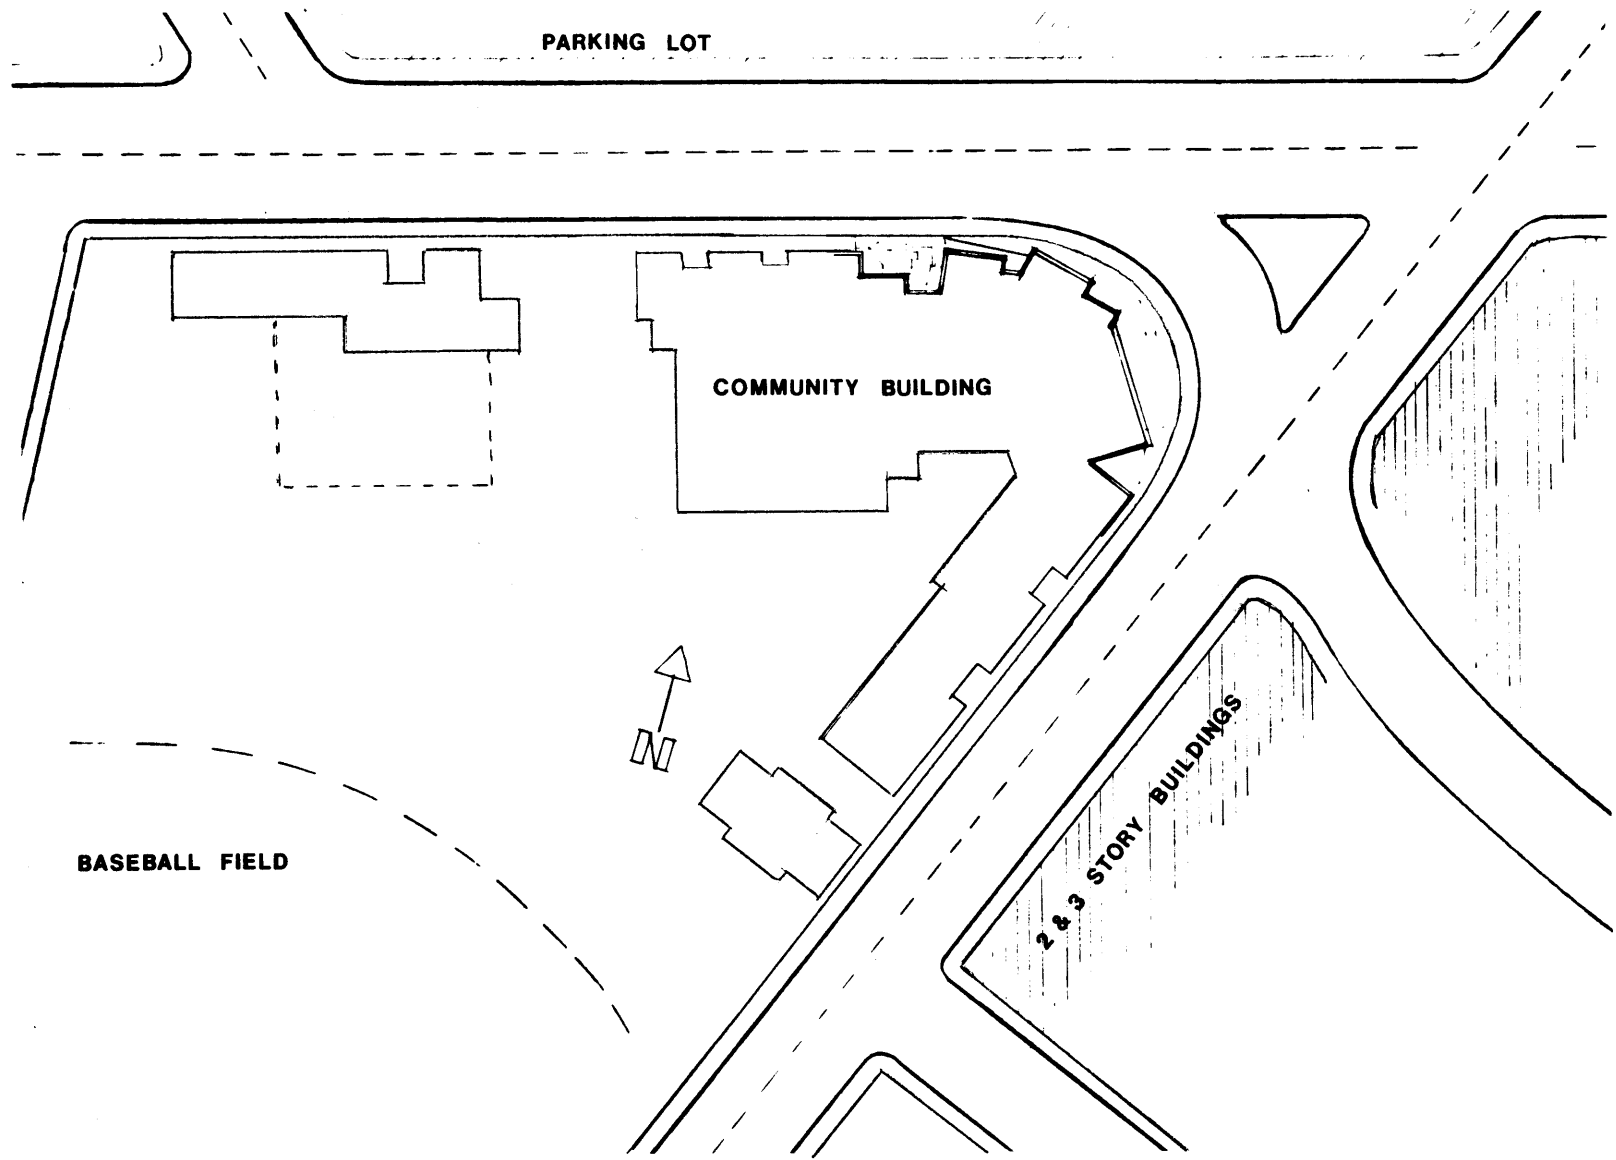 PARKING LOT
COMMUNITY BUILDING
N
2 & 3 STORY BUILDINGS
BASEBALL FIELD